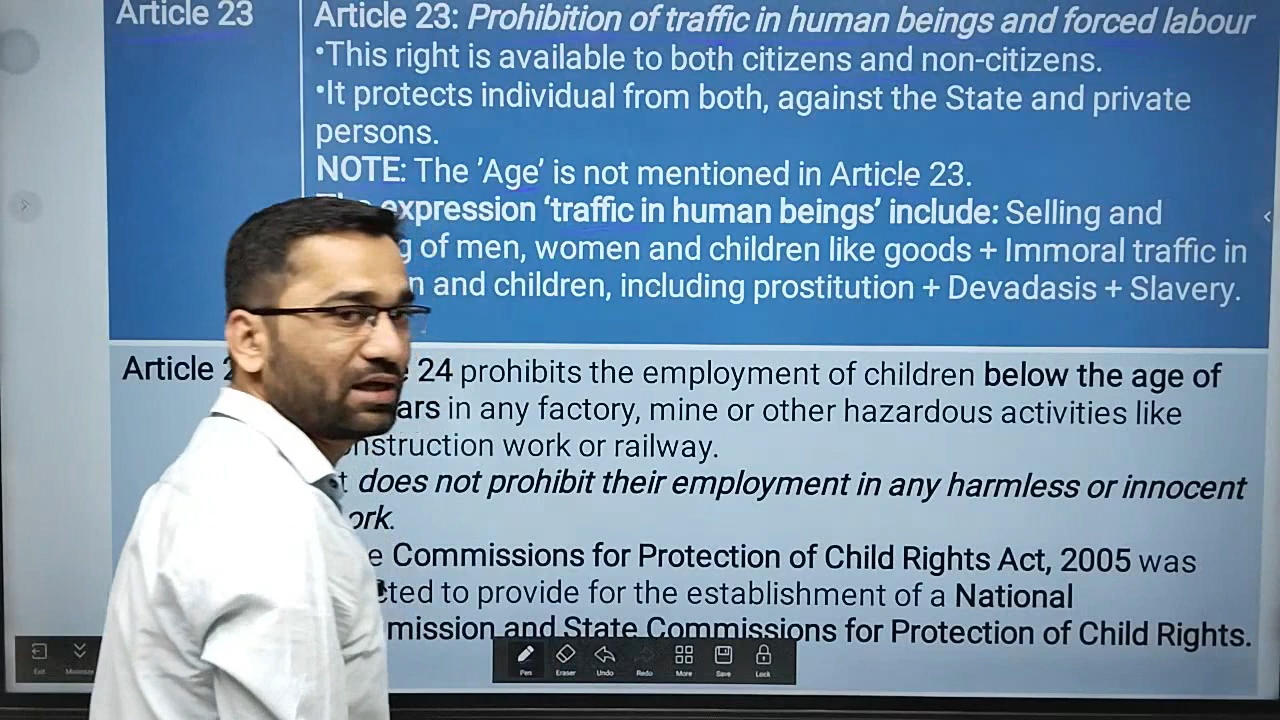 Article 23
Article 23: Prohibition of traffic in human beings and forced labour
•This right is available to both citizens and non-citizens.
•It protects individual from both, against the State and private
persons.
NOTE: The 'Age' is not mentioned in Article 23.
expression 'traffic in human beings' include: Selling and
of men, women and children like goods + Immoral traffic in
and children, including prostitution + Devadasis + Slavery.
Article
24 prohibits the employment of children below the age of
in any factory, mine or other hazardous activities like
work or railway.
does not prohibit their employment in any harmless or innocent
Commissions for Protection of Child Rights Act, 2005 was
to provide for the establishment of a National
and State Commissions for Protection of Child Rights.
Exit
Pen Eraser Undo Redo More Save Lock